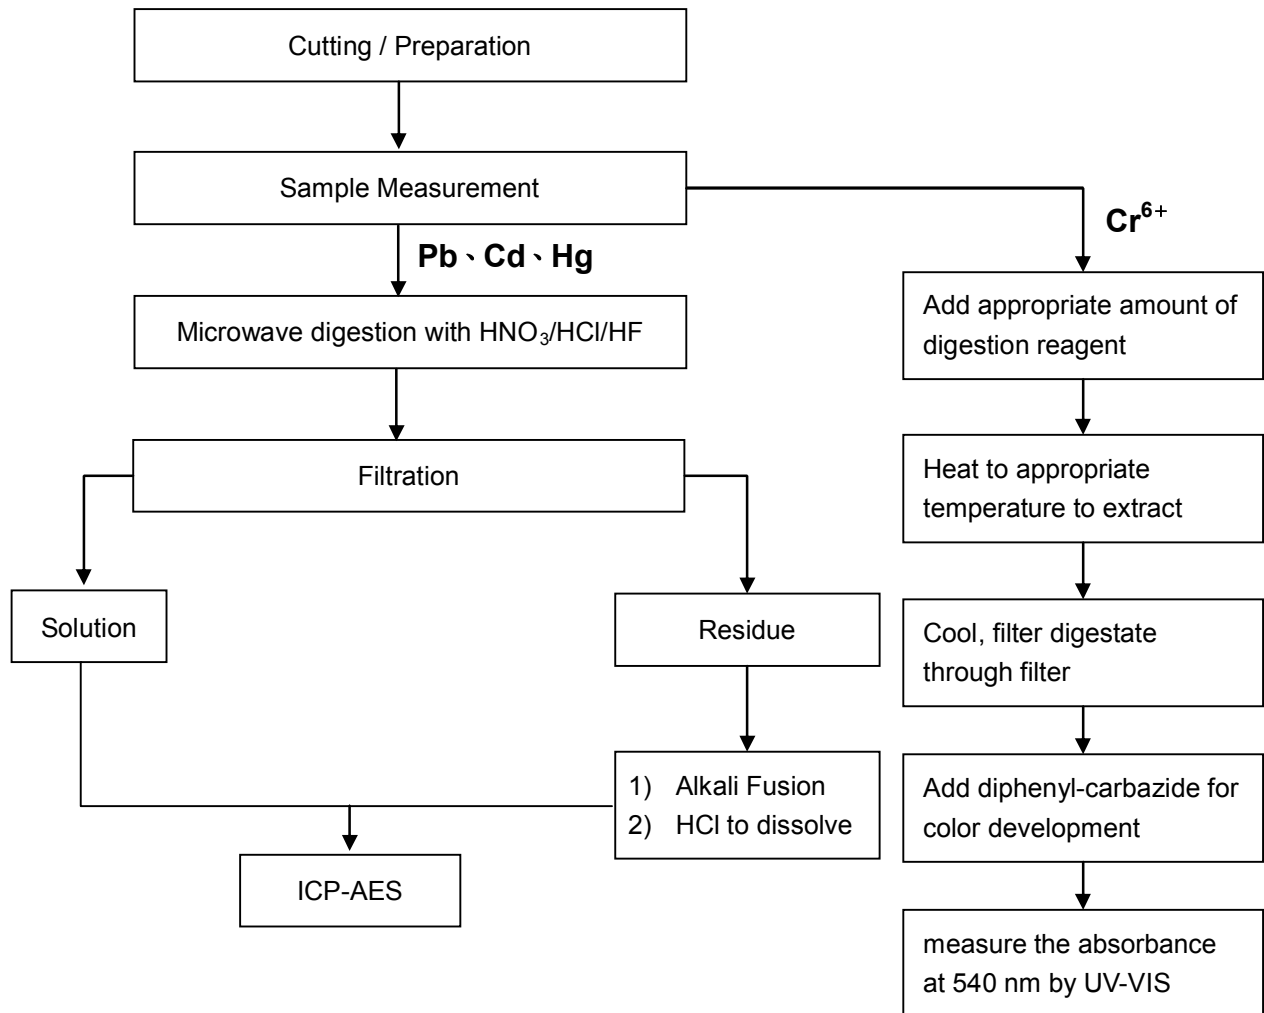 Cutting / Preparation
Sample Measurement
Pb、Cd、Hg
Microwave digestion with HNO₃/HCl/HF
Filtration
Solution
Residue
1) Alkali Fusion
2) HCl to dissolve
ICP-AES
Cr⁶⁺
Add appropriate amount of
digestion reagent
Heat to appropriate
temperature to extract
Cool, filter digestate
through filter
Add diphenyl-carbazide for
color development
measure the absorbance
at 540 nm by UV-VIS